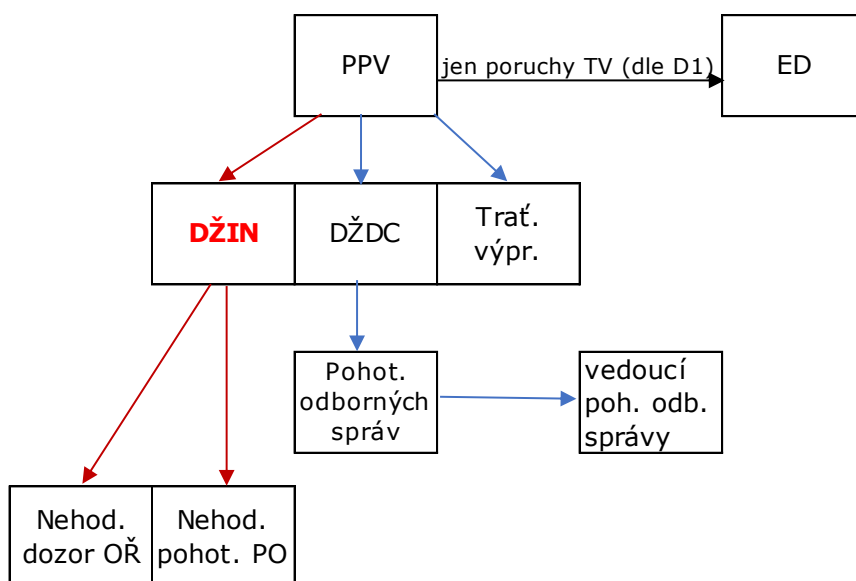 PPV
jen poruchy TV (dle D1)
ED
DŽIN
DŽDC
Trať.
výpr.
Pohot.
odborných
správ
vedoucí
poh. odb.
správy
Nehod.
dozor OŘ
Nehod.
pohot. PO